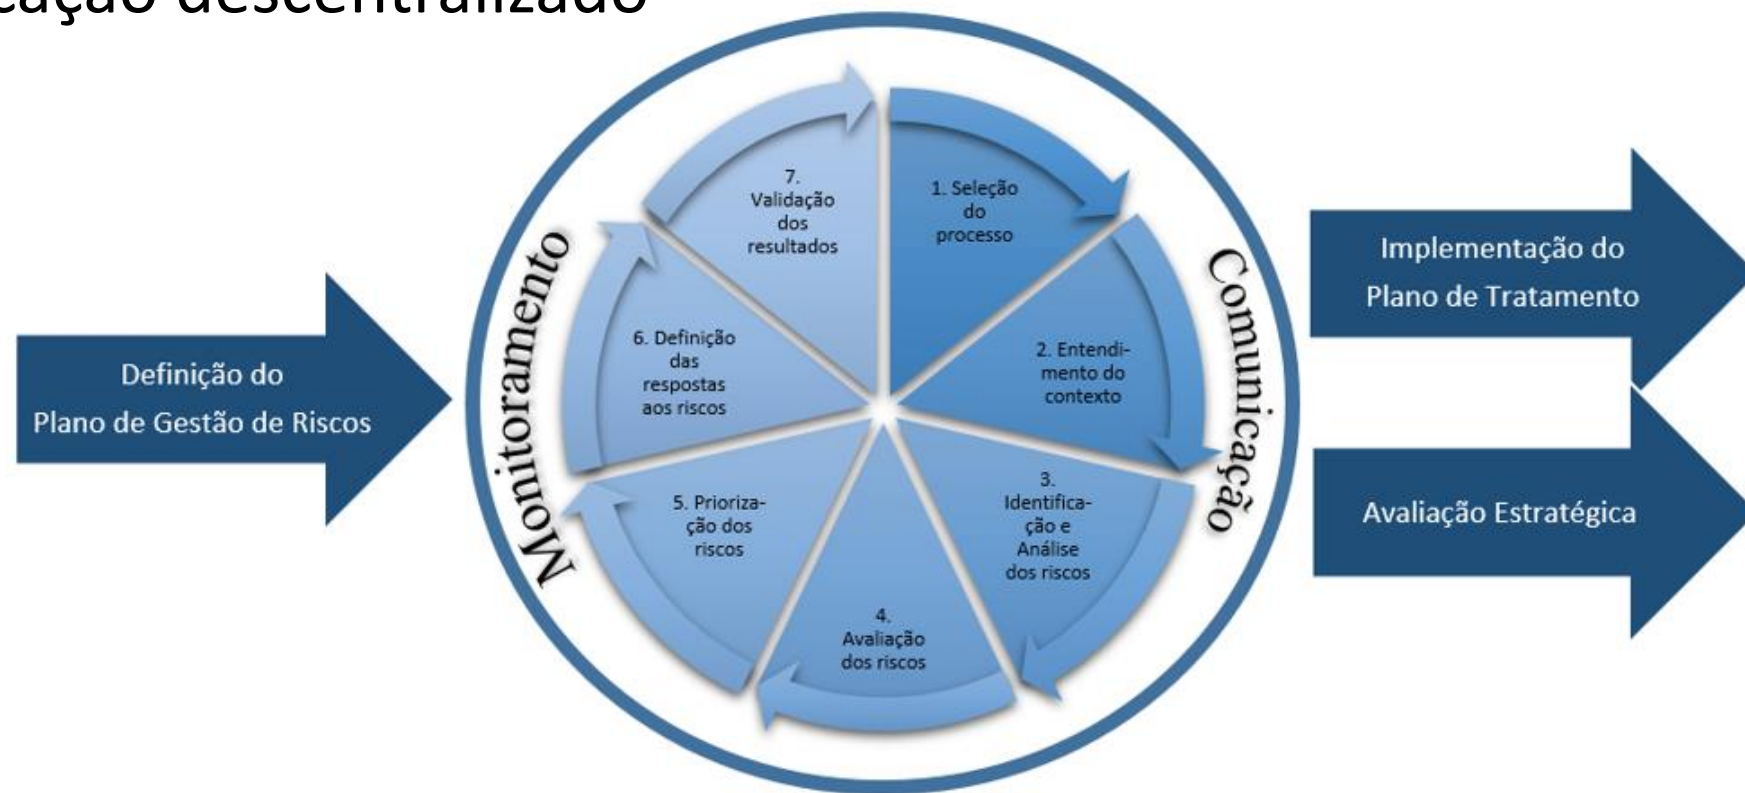 cação descentralizado
Definição do
Plano de Gestão de Riscos
Monitoramento
1. Seleção
do
processo
2. Entendi-
mento do
contexto
3.
Identifica-
ção e
Análise
dos riscos
4.
Avaliação
dos riscos
5. Prioriza-
ção dos
riscos
6. Definição
das
respostas
aos riscos
7.
Validação
dos
resultados
Comunicação
Implementação do
Plano de Tratamento
Avaliação Estratégica